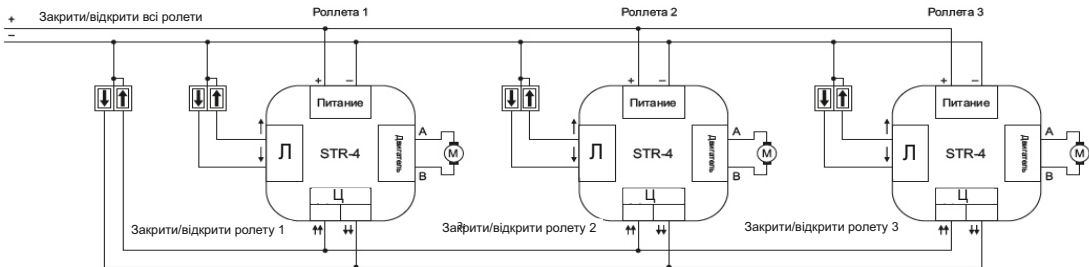 Роллета 1
Роллета 2
Роллета 3
+
Закрити/відкрити всі ролети
–
+ –
+ –
+ –
Питание
Питание
Питание
A
A
A
Л
STR-4
Двигатель
M
Л
STR-4
Двигатель
M
Л
STR-4
Двигатель
M
B
B
B
Ц
Ц
Ц
Закрити/відкрити ролету 1
Закрити/відкрити ролету 2
Закрити/відкрити ролету 3